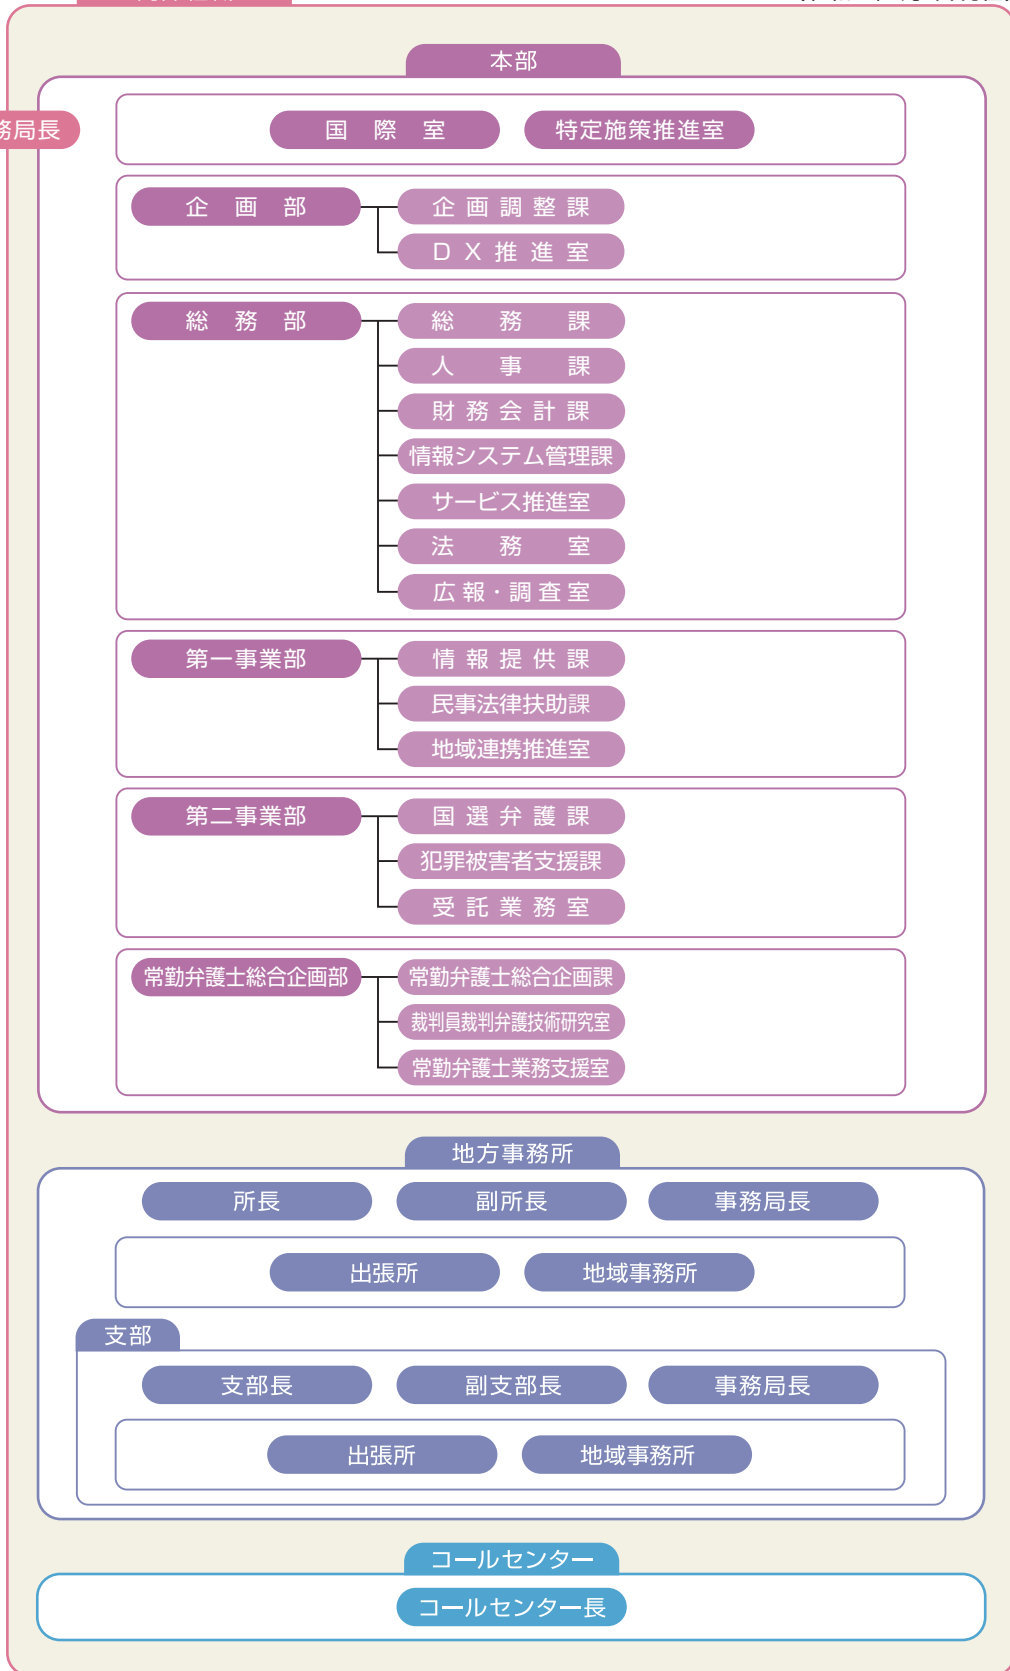 本部
務局長
国際室 特定施策推進室
企画部 企画調整課
DX推進室
総務部 総務課
人事課
財務会計課
情報システム管理課
サービス推進室
法務室
広報・調査室
第一事業部 情報提供課
民事法律扶助課
地域連携推進室
第二事業部 国選弁護課
犯罪被害者支援課
受託業務室
常勤弁護士総合企画部 常勤弁護士総合企画課
裁判員裁判弁護技術研究室
常勤弁護士業務支援室
地方事務所
所長 副所長 事務局長
出張所 地域事務所
支部
支部長 副支部長 事務局長
出張所 地域事務所
コールセンター
コールセンター長